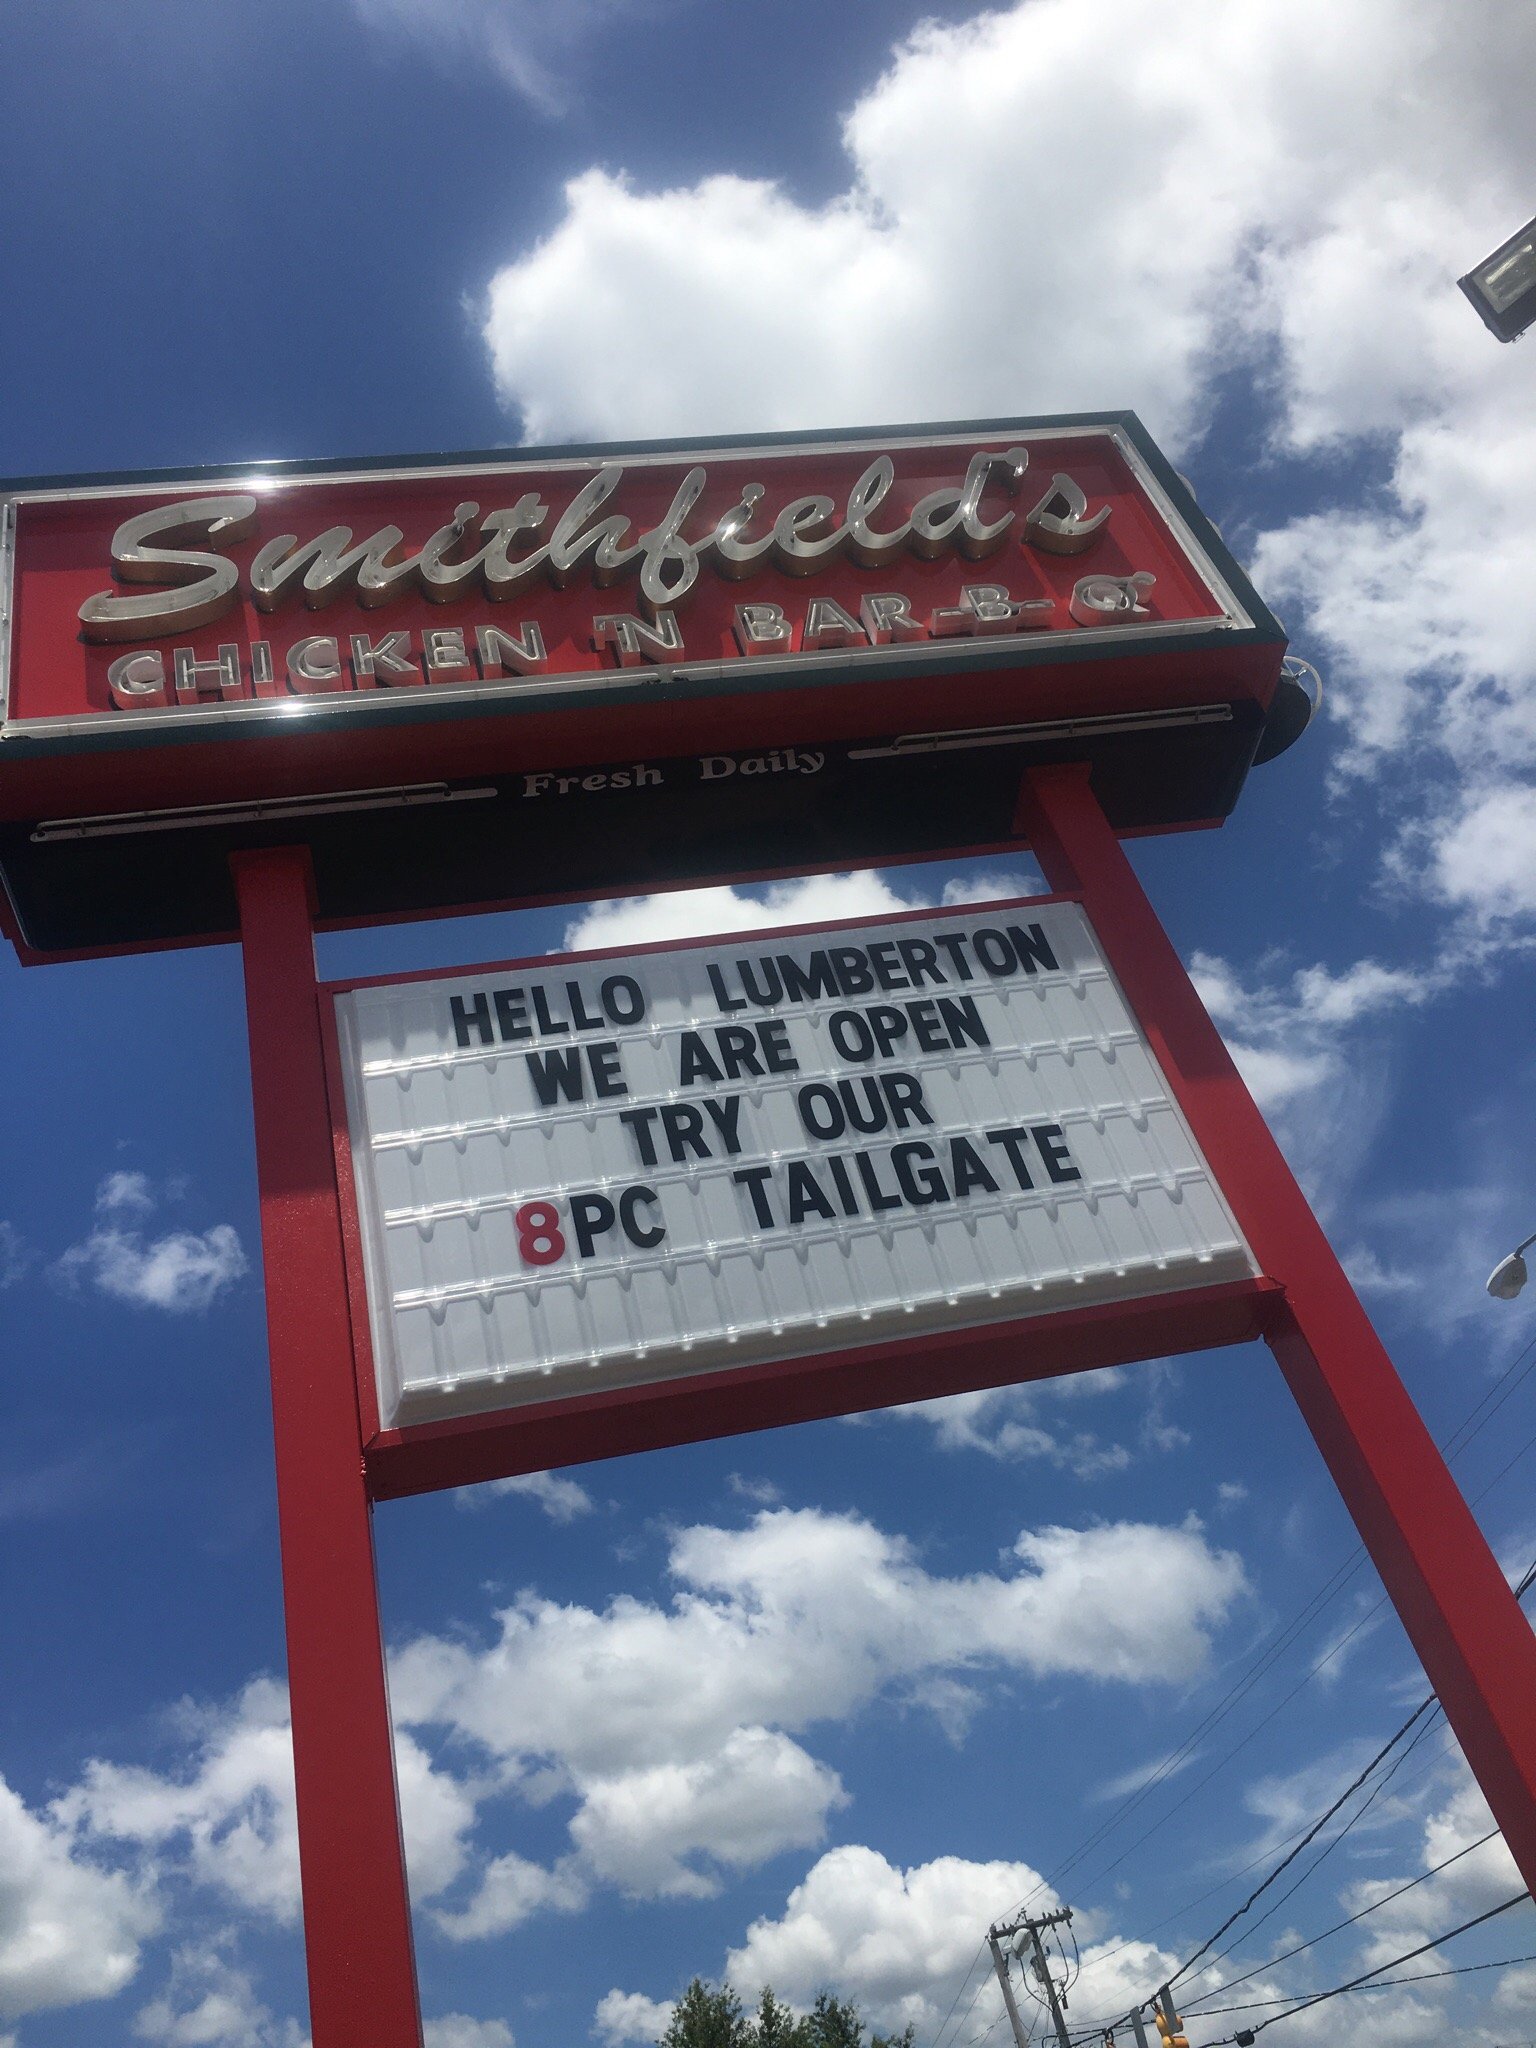 Smithfield's
CHICKEN 'N BAR-B-Q
Fresh Daily
HELLO LUMBERTON
WE ARE OPEN
TRY OUR
8PC TAILGATE